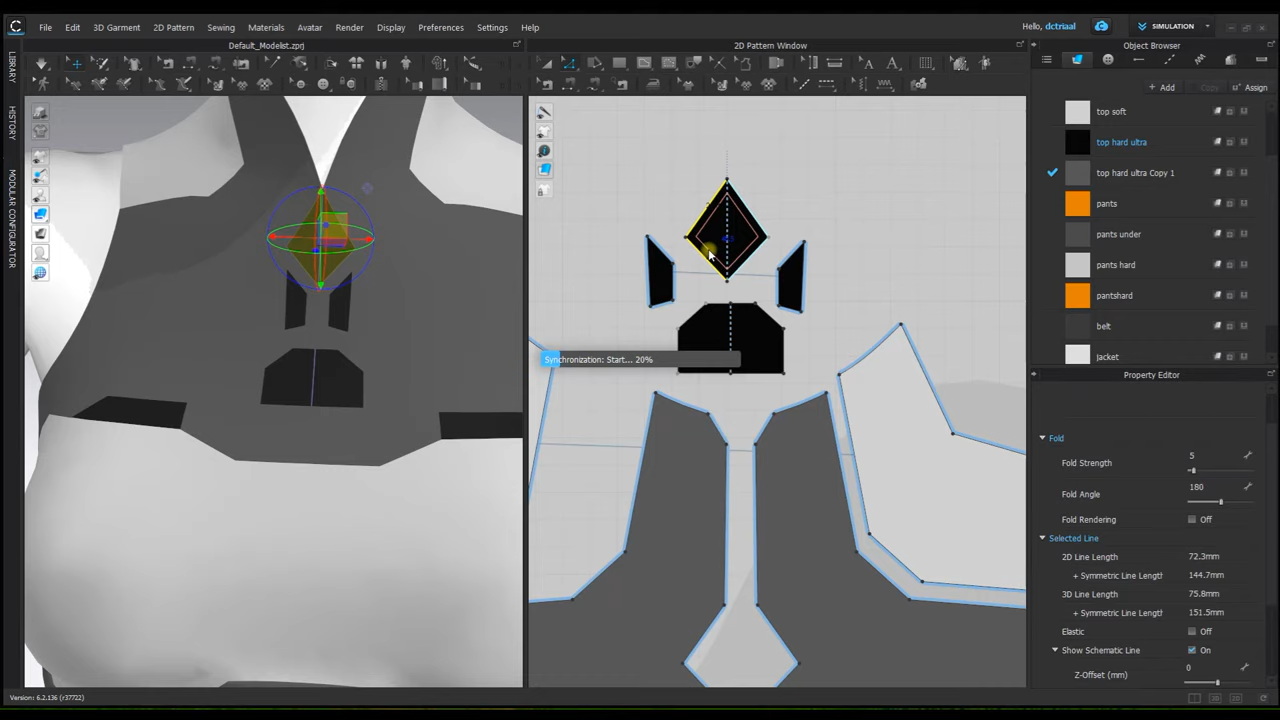 File Edit 3D Garment 2D Pattern Sewing Materials Avatar Render Display Preferences Settings Help
Hello, dctriaal
SIMULATION
Default_Modelist.zprj
2D Pattern Window
Object Browser
LIBRARY
HISTORY
MODULAR CONFIGURATION
+ Add
Copy
Assign
top soft
top hard ultra
top hard ultra Copy 1
pants
pants under
pants hard
pantshard
belt
jacket
Synchronization: Start... 20%
Property Editor
Fold
Fold Strength 5
Fold Angle 180
Fold Rendering Off
Selected Line
2D Line Length 72.3mm
+ Symmetric Line Lengtl 144.7mm
3D Line Length 75.8mm
+ Symmetric Line Lengtl 151.5mm
Elastic Off
Show Schematic Line On
Z-Offset (mm) 0
Version: 6.2.136 (r37722)